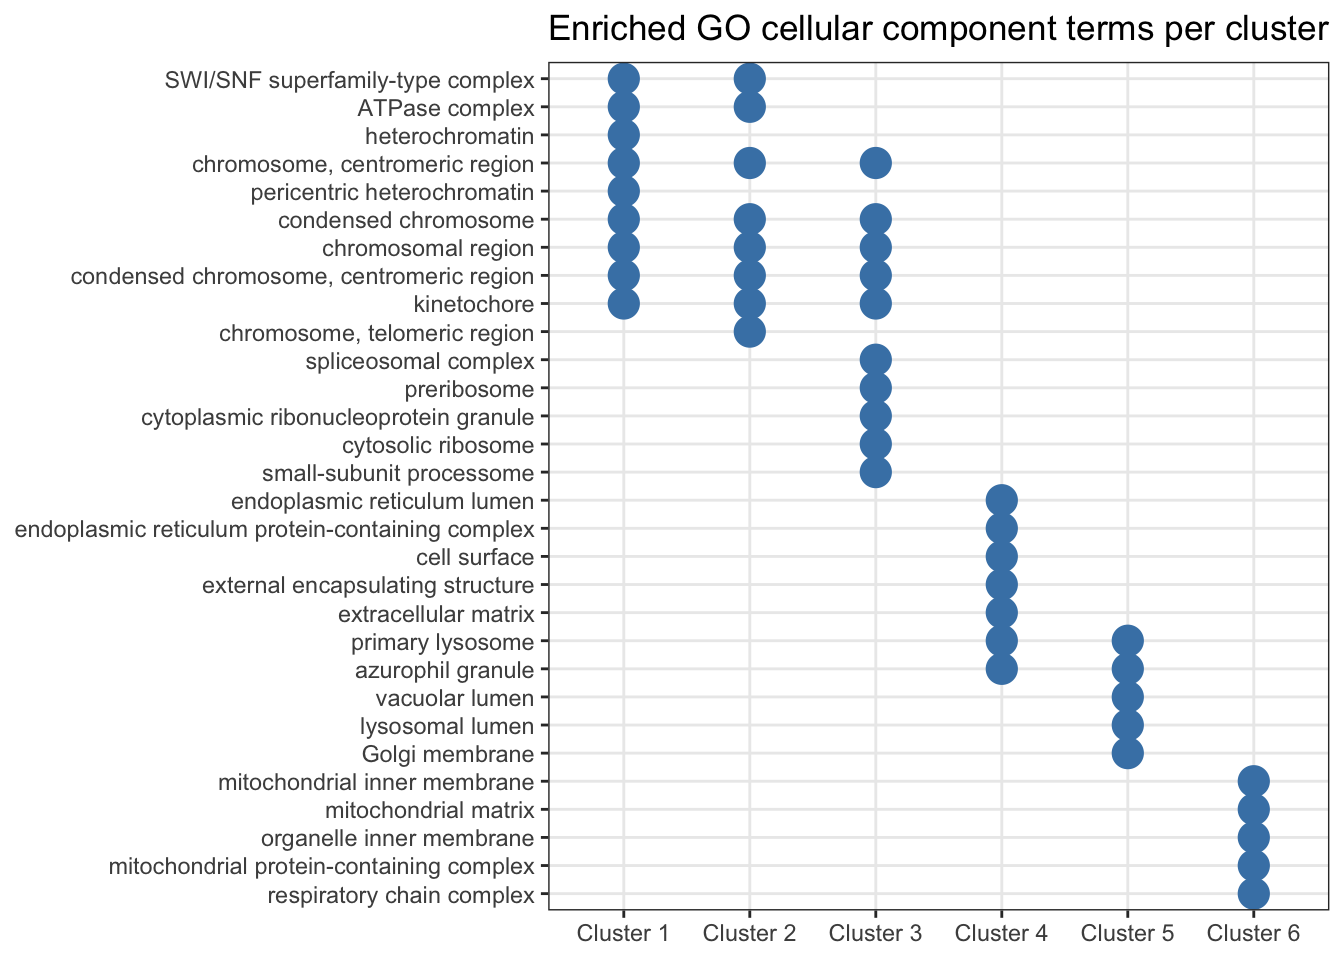 Enriched GO cellular component terms per cluster
SWI/SNF superfamily-type complex
ATPase complex
heterochromatin
chromosome, centromeric region
pericentric heterochromatin
condensed chromosome
chromosomal region
condensed chromosome, centromeric region
kinetochore
chromosome, telomeric region
spliceosomal complex
preribosome
cytoplasmic ribonucleoprotein granule
cytosolic ribosome
small-subunit processome
endoplasmic reticulum lumen
endoplasmic reticulum protein-containing complex
cell surface
external encapsulating structure
extracellular matrix
primary lysosome
azurophil granule
vacuolar lumen
lysosomal lumen
Golgi membrane
mitochondrial inner membrane
mitochondrial matrix
organelle inner membrane
mitochondrial protein-containing complex
respiratory chain complex
Cluster 1 Cluster 2 Cluster 3 Cluster 4 Cluster 5 Cluster 6